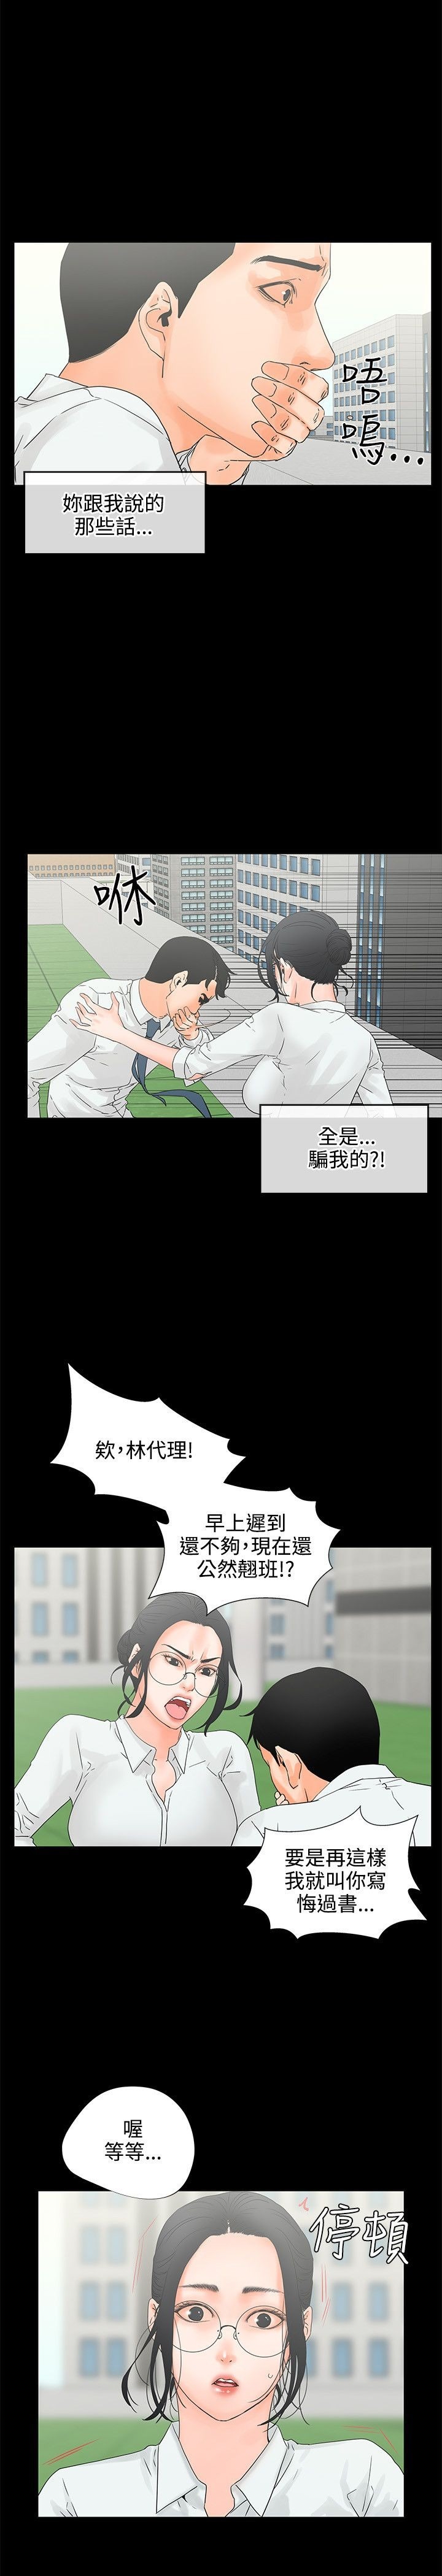 唔
嗚...
妳跟我說的
那些話...
咻
全是...
騙我的?!
欸,林代理!
早上遲到
還不夠,現在還
公然翹班!?
要是再這樣
我就叫你寫
悔過書...
喔
等等...
停頓